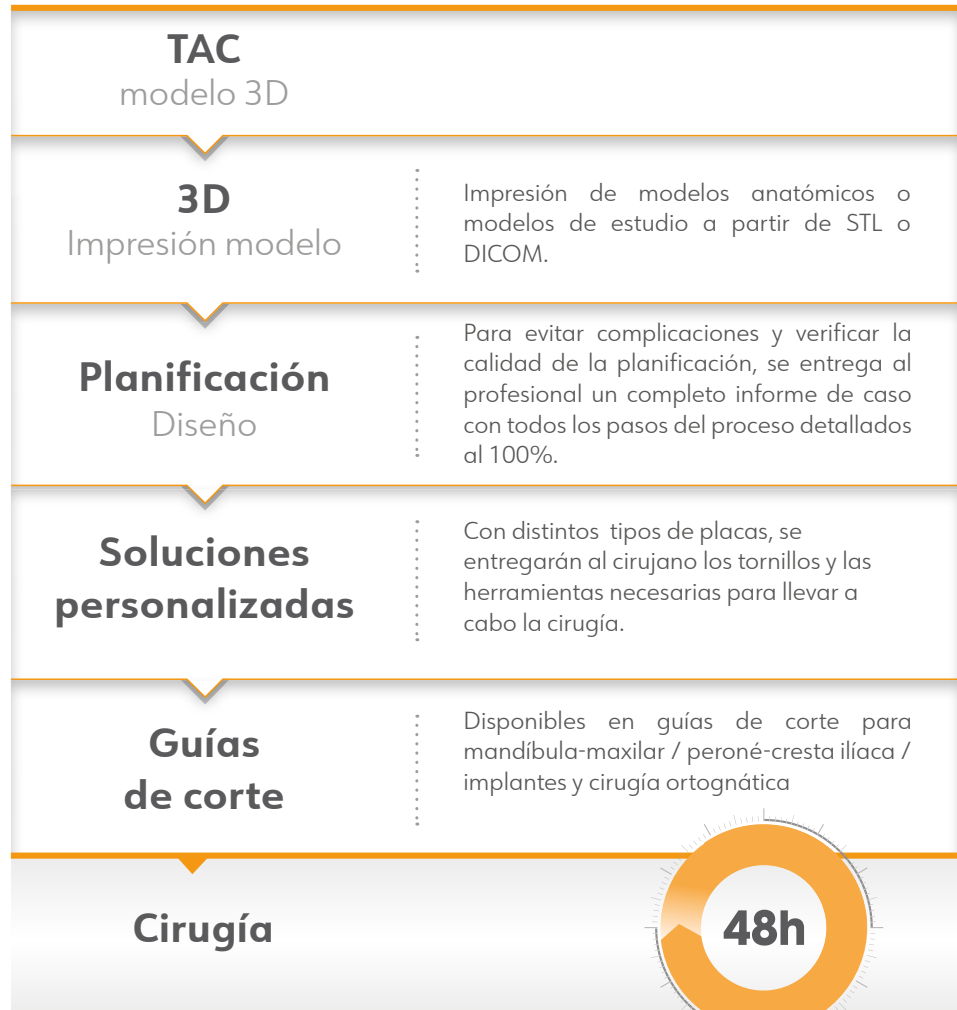 TAC
modelo 3D
3D
Impresión modelo
Impresión de modelos anatómicos o
modelos de estudio a partir de STL o
DICOM.
Planificación
Diseño
Para evitar complicaciones y verificar la
calidad de la planificación, se entrega al
profesional un completo informe de caso
con todos los pasos del proceso detallados
al 100%.
Soluciones
personalizadas
Con distintos  tipos de placas, se
entregarán al cirujano los tornillos y las
herramientas necesarias para llevar a
cabo la cirugía.
Guías
de corte
Disponibles en guías de corte para
mandíbula-maxilar / peroné-cresta ilíaca /
implantes y cirugía ortognática
Cirugía
48h